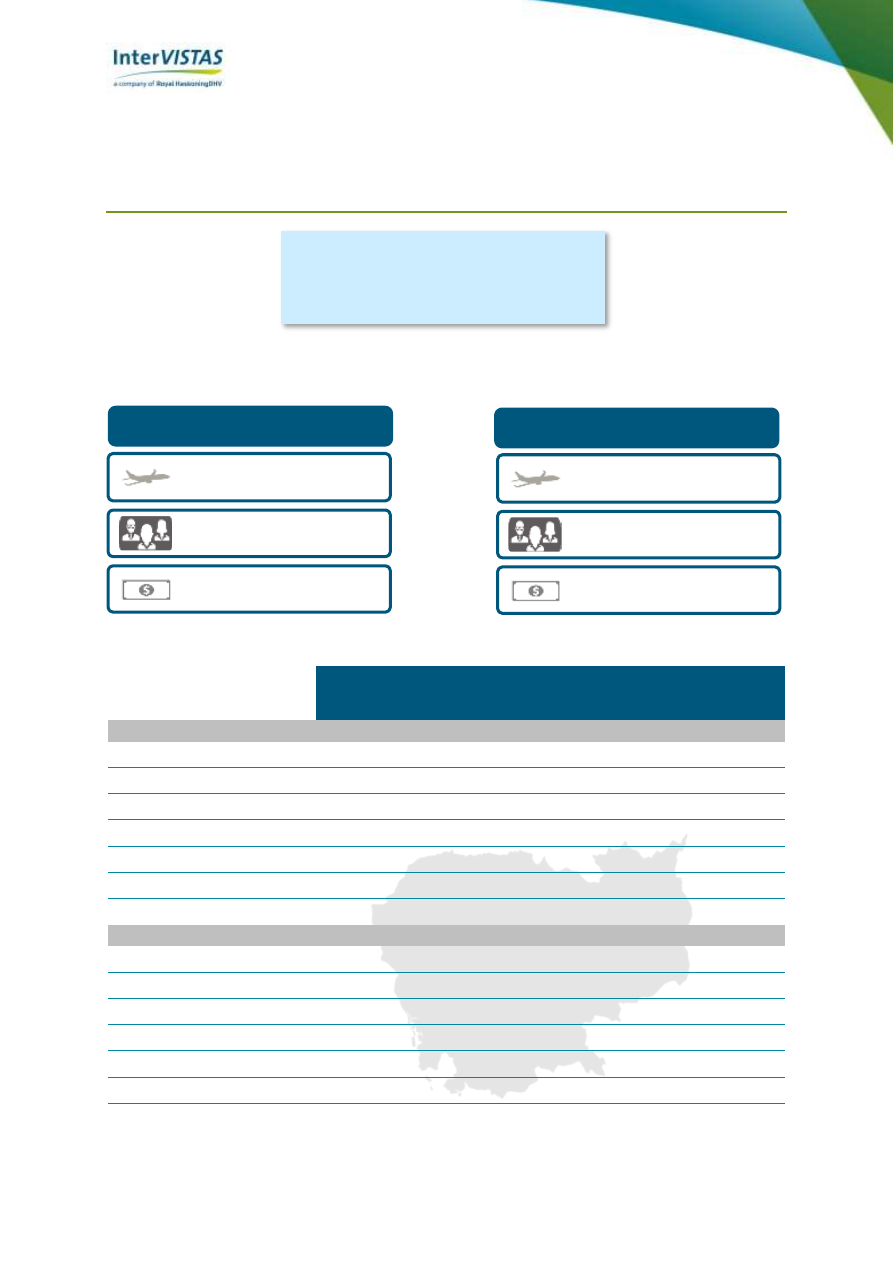 InterVISTAS
a company of Royal HaskoningDHV
$
$